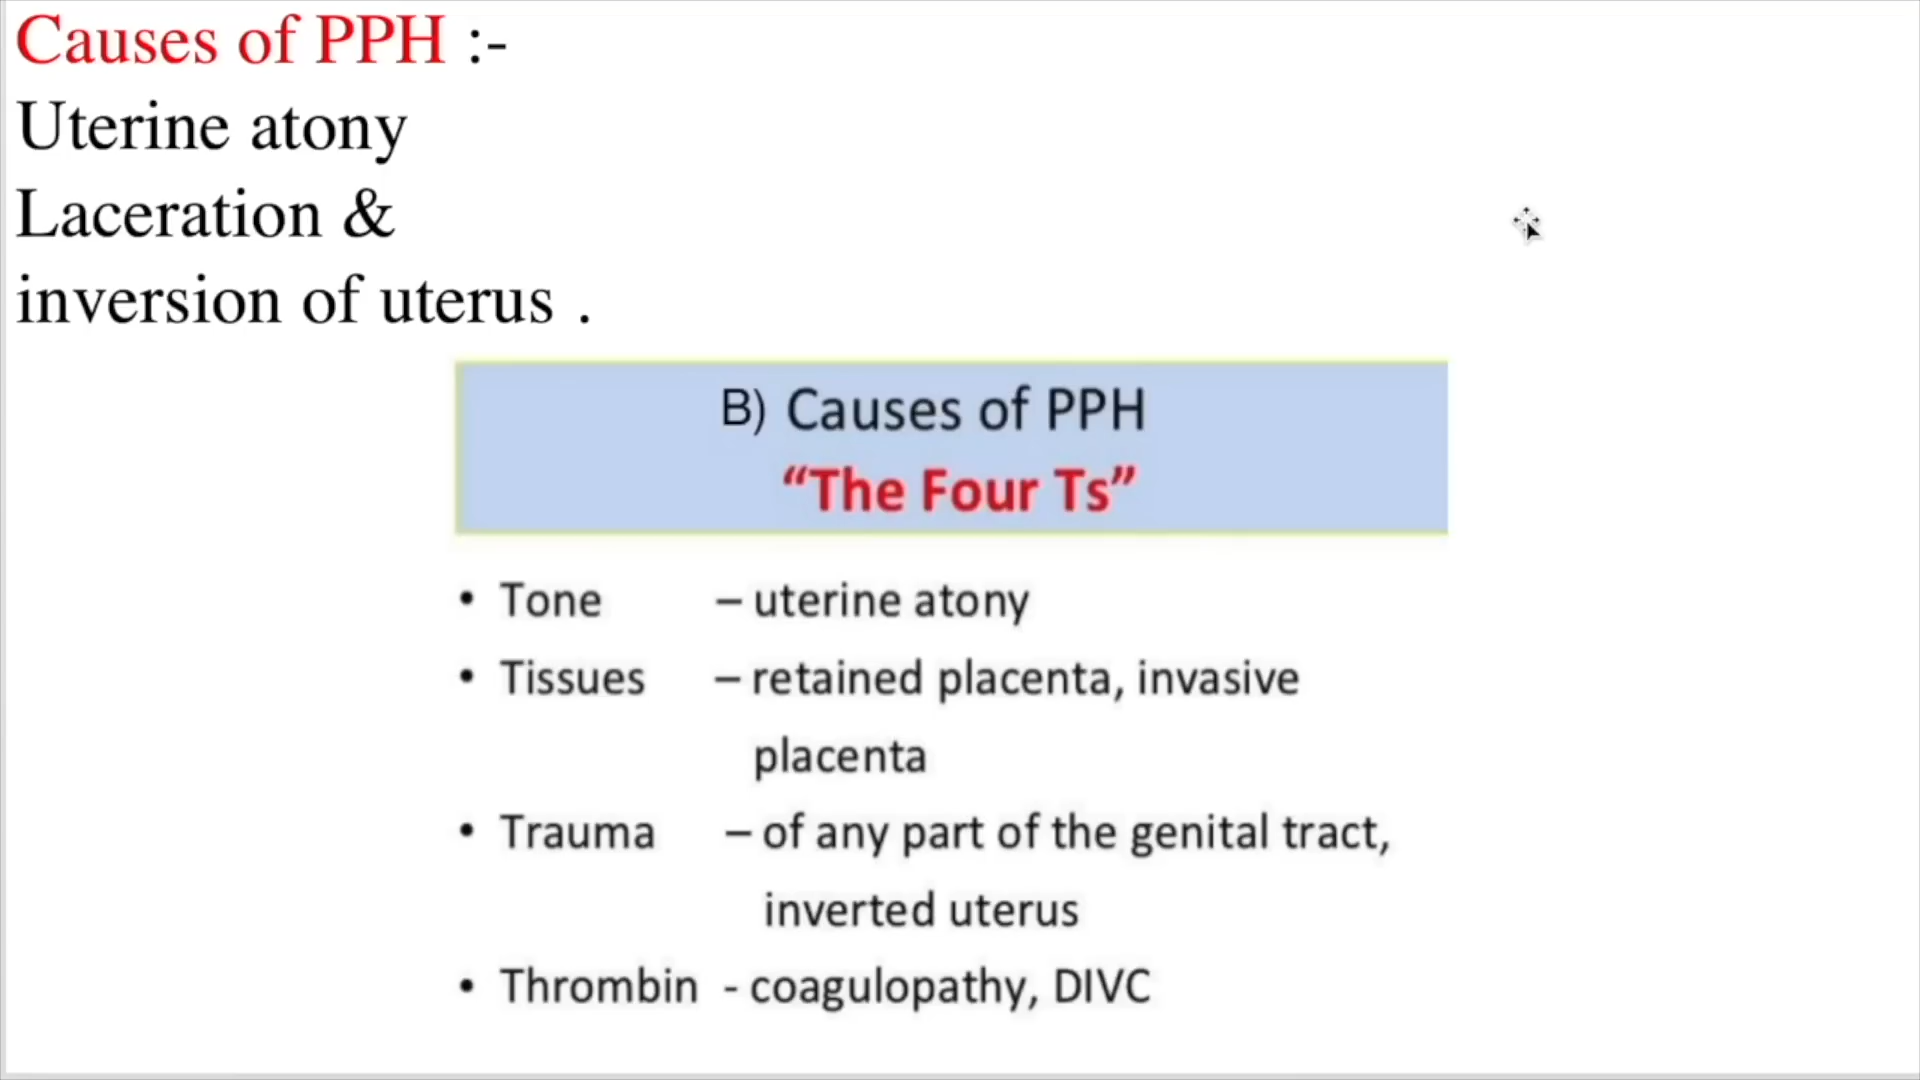 Causes of PPH :-
Uterine atony
Laceration &
inversion of uterus .
B) Causes of PPH
“The Four Ts”
• Tone – uterine atony
• Tissues – retained placenta, invasive
placenta
• Trauma – of any part of the genital tract,
inverted uterus
• Thrombin - coagulopathy, DIVC